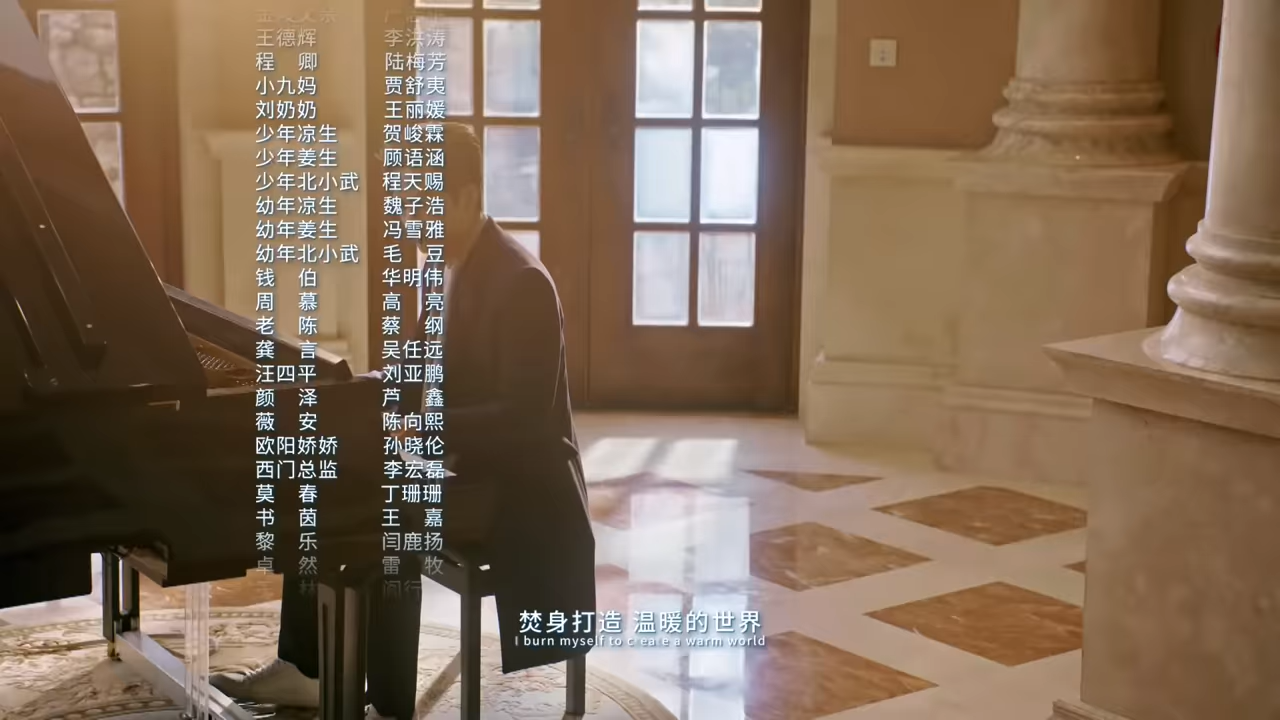 王德辉 李洪涛
程 卿 陆梅芳
小九妈 贾舒夷
刘奶奶 王丽媛
少年凉生 贺峻霖
少年姜生 顾语涵
少年北小武 程天赐
幼年凉生 魏子浩
幼年姜生 冯雪雅
幼年北小武 毛 豆
钱 伯 华明伟
周 慕 高 亮
老 陈 蔡 纲
龚 言 吴任远
汪四平 刘亚鹏
颜 泽 芦 鑫
薇 安 陈向熙
欧阳娇娇 孙晓伦
西门总监 李宏磊
莫 春 丁珊珊
书 茵 王 嘉
黎 乐 闫鹿扬
卓 然 雷 牧
焚身打造 温暖的世界
I burn myself to create a warm world